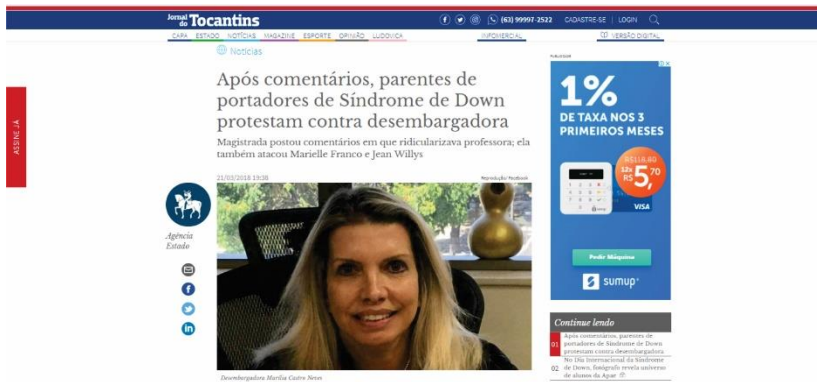 Jornal do Tocantins
(63) 99997-2522 CADASTRE-SE | LOGIN
CAPA ESTADO NOTÍCIAS MAGAZINE ESPORTE OPINIÃO LUDOVICA INFOMERCIAL VERSÃO DIGITAL
ASSINE JÁ
Notícias
Após comentários, parentes de
portadores de Síndrome de Down
protestam contra desembargadora
Magistrada postou comentários em que ridicularizava professora; ela
também atacou Marielle Franco e Jean Willys
21/03/2018 19:38
Reprodução/ Facebook
Agência
Estado
Desembargadora Marília Castro Neves
PUBLICIDADE
1%
DE TAXA NOS 3
PRIMEIROS MESES
R$118,80
12x
R$ 5,70
VISA
Pedir Máquina
sumup
Continue lendo
01 Após comentários, parentes de
portadores de Síndrome de Down
protestam contra desembargadora
02 No Dia Internacional da Síndrome
de Down, fotógrafo revela universo
de alunos da Apae